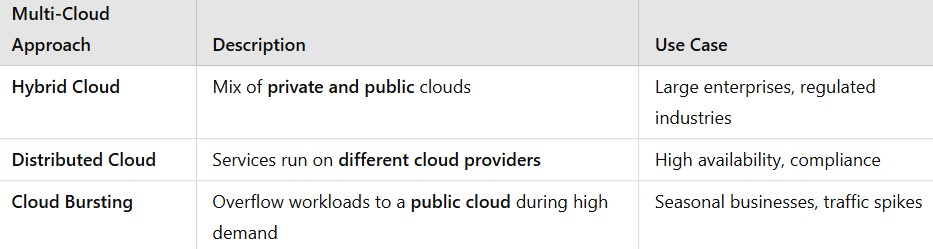 Multi-Cloud
Approach
Description
Use Case
Hybrid Cloud
Mix of private and public clouds
Large enterprises, regulated
industries
Distributed Cloud
Services run on different cloud providers
High availability, compliance
Cloud Bursting
Overflow workloads to a public cloud during high
demand
Seasonal businesses, traffic spikes